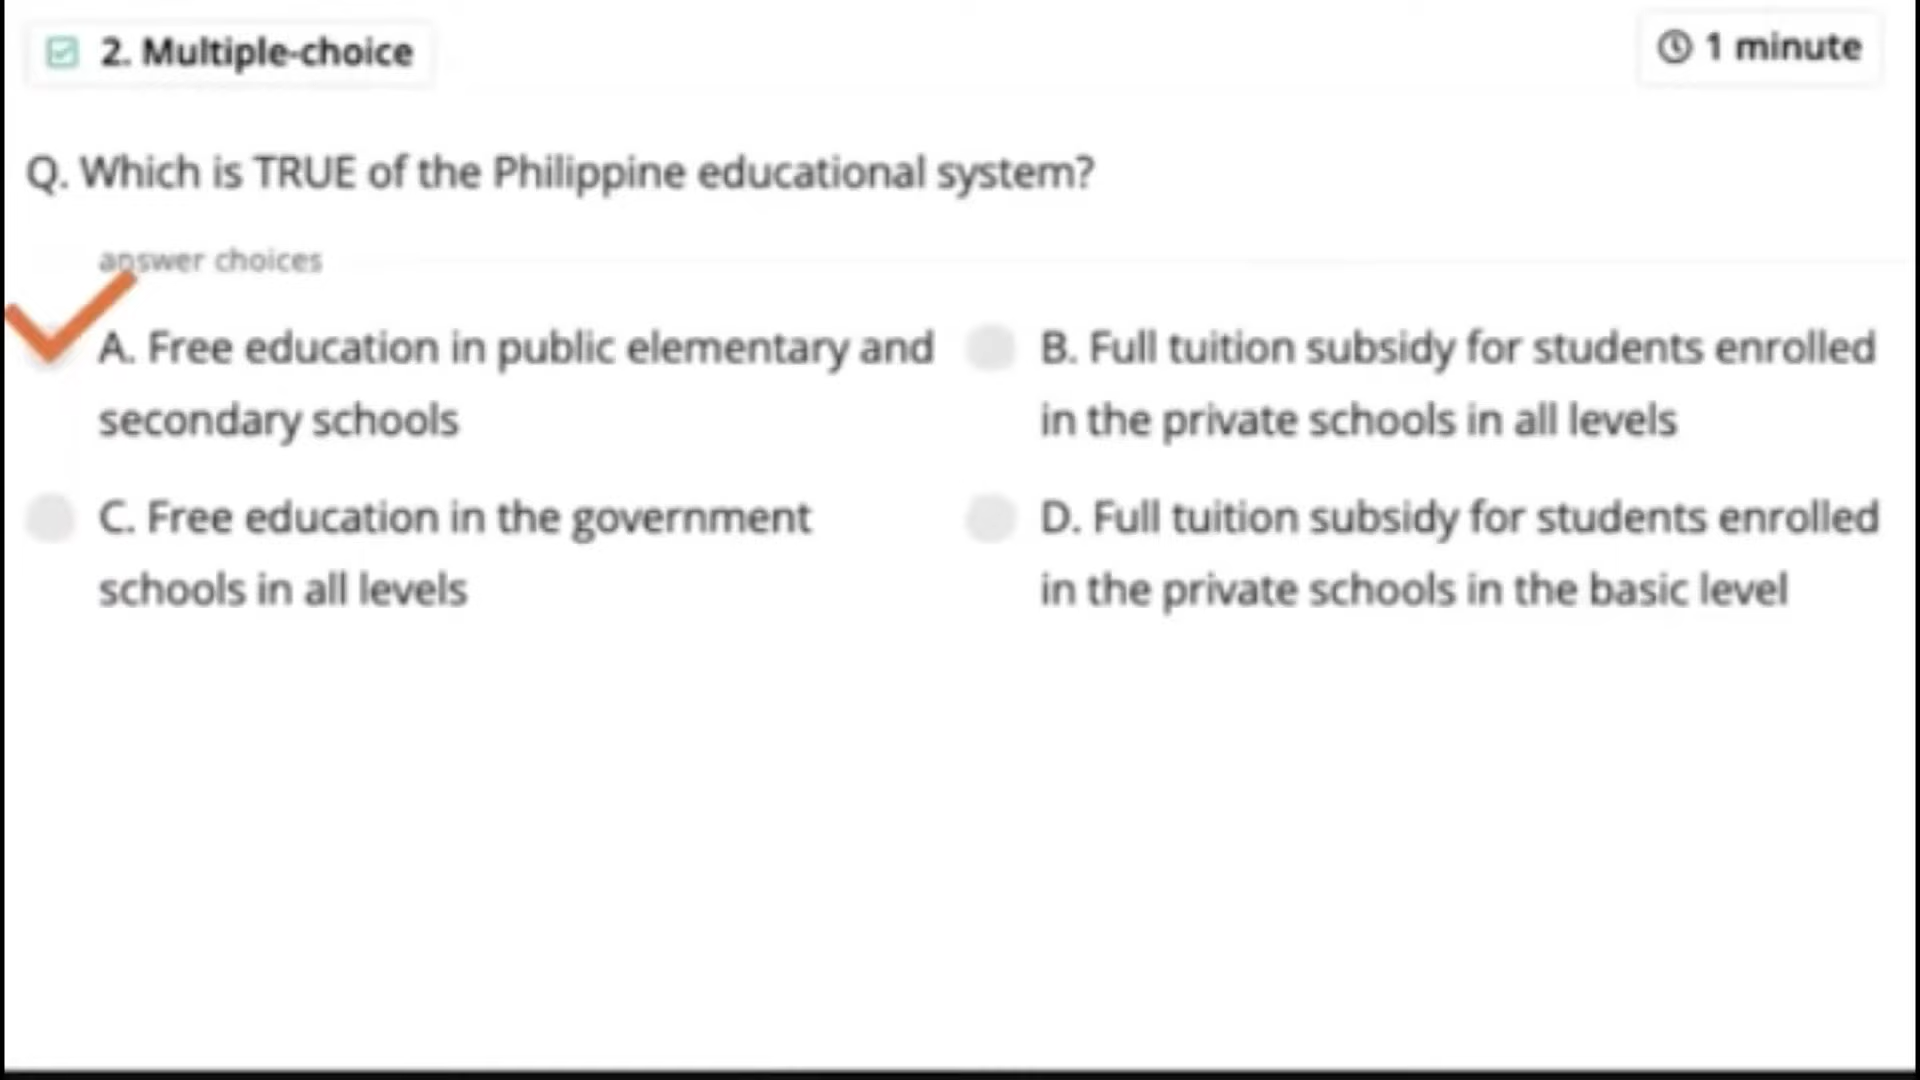 2. Multiple-choice
1 minute
Q. Which is TRUE of the Philippine educational system?
answer choices
A. Free education in public elementary and
secondary schools
B. Full tuition subsidy for students enrolled
in the private schools in all levels
C. Free education in the government
schools in all levels
D. Full tuition subsidy for students enrolled
in the private schools in the basic level